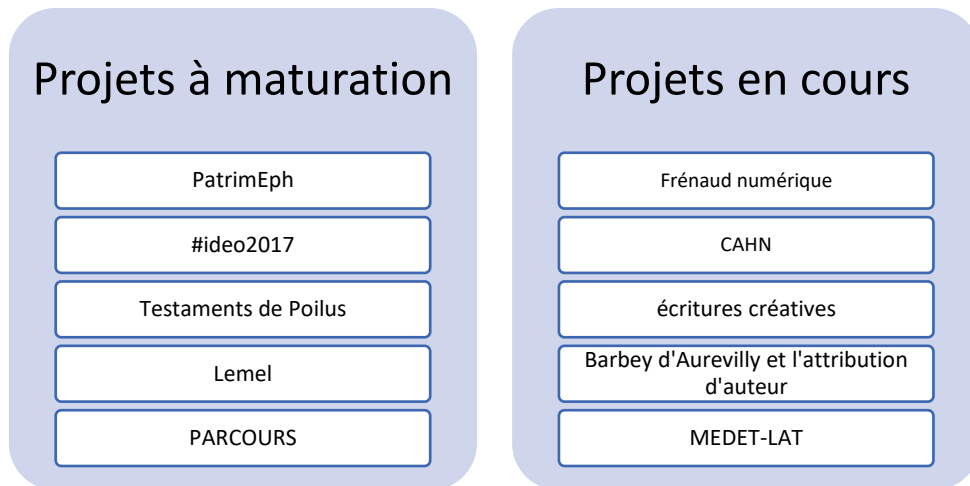 Projets à maturation
PatrimEph
#ideo2017
Testaments de Poilus
Lemel
PARCOURS
Projets en cours
Frénaud numérique
CAHN
écritures créatives
Barbey d'Aurevilly et l'attribution
d'auteur
MEDET-LAT